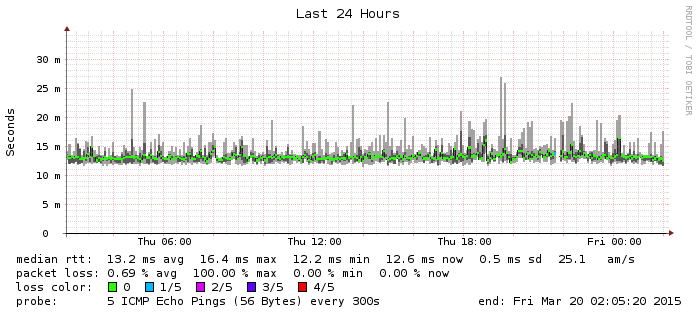 Last 24 Hours
RRDTOOL / TOBI OETIKER
Seconds
30 m
25 m
20 m
15 m
10 m
5 m
0
Thu 06:00 Thu 12:00 Thu 18:00 Fri 00:00
median rtt: 13.2 ms avg 16.4 ms max 12.2 ms min 12.6 ms now 0.5 ms sd 25.1 am/s
packet loss: 0.69 % avg 100.00 % max 0.00 % min 0.00 % now
loss color: 0 1/5 2/5 3/5 4/5
probe: 5 ICMP Echo Pings (56 Bytes) every 300s end: Fri Mar 20 02:05:20 2015